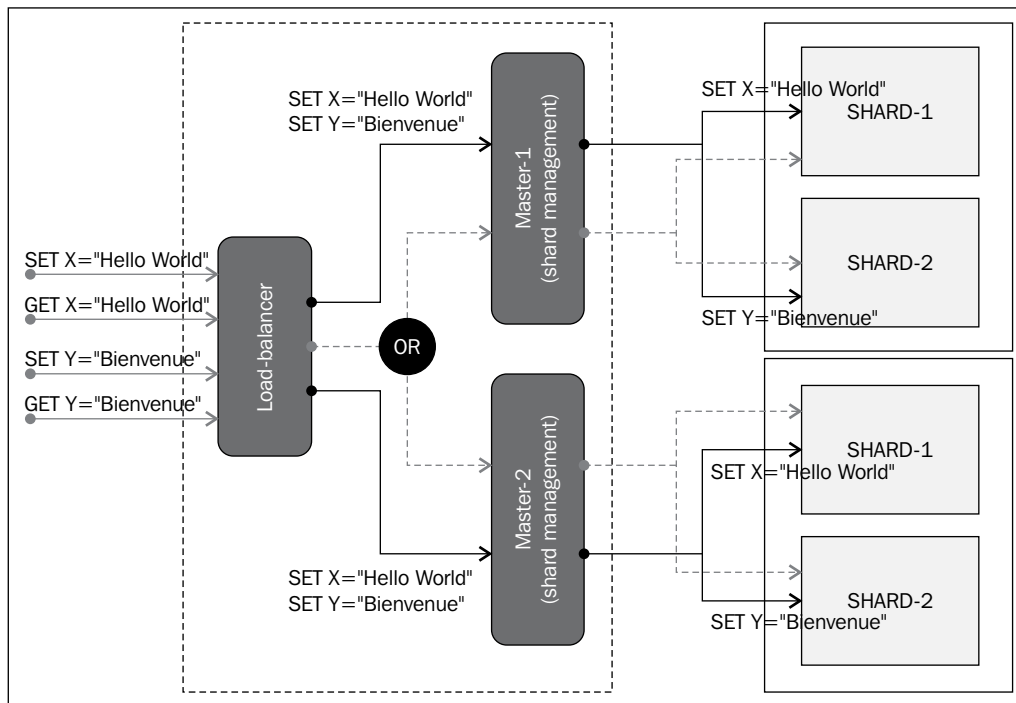 SET X="Hello World"
GET X="Hello World"
SET Y="Bienvenue"
GET Y="Bienvenue"
Load-balancer
SET X="Hello World"
SET Y="Bienvenue"
OR
SET X="Hello World"
SET Y="Bienvenue"
Master-1
(shard management)
Master-2
(shard management)
SET X="Hello World"
SHARD-1
SHARD-2
SET Y="Bienvenue"
SHARD-1
SET X="Hello World"
SHARD-2
SET Y="Bienvenue"